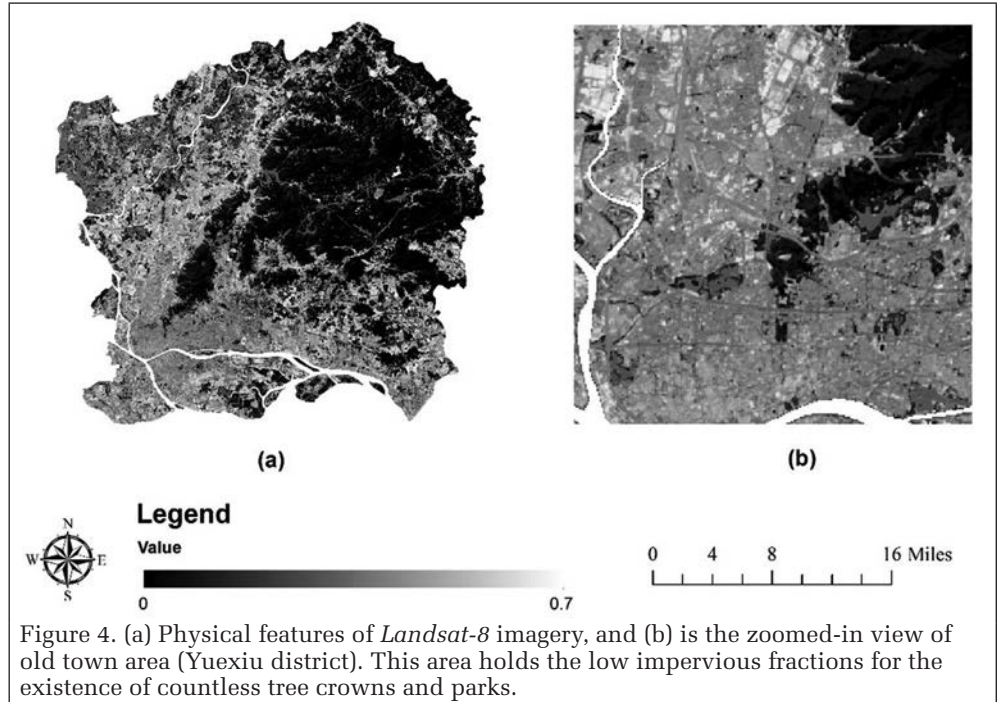 (a)
(b)
Legend
Value
0
0.7
N
W
E
S
0 4 8 16 Miles
Figure 4. (a) Physical features of Landsat-8 imagery, and (b) is the zoomed-in view of
old town area (Yuexiu district). This area holds the low impervious fractions for the
existence of countless tree crowns and parks.